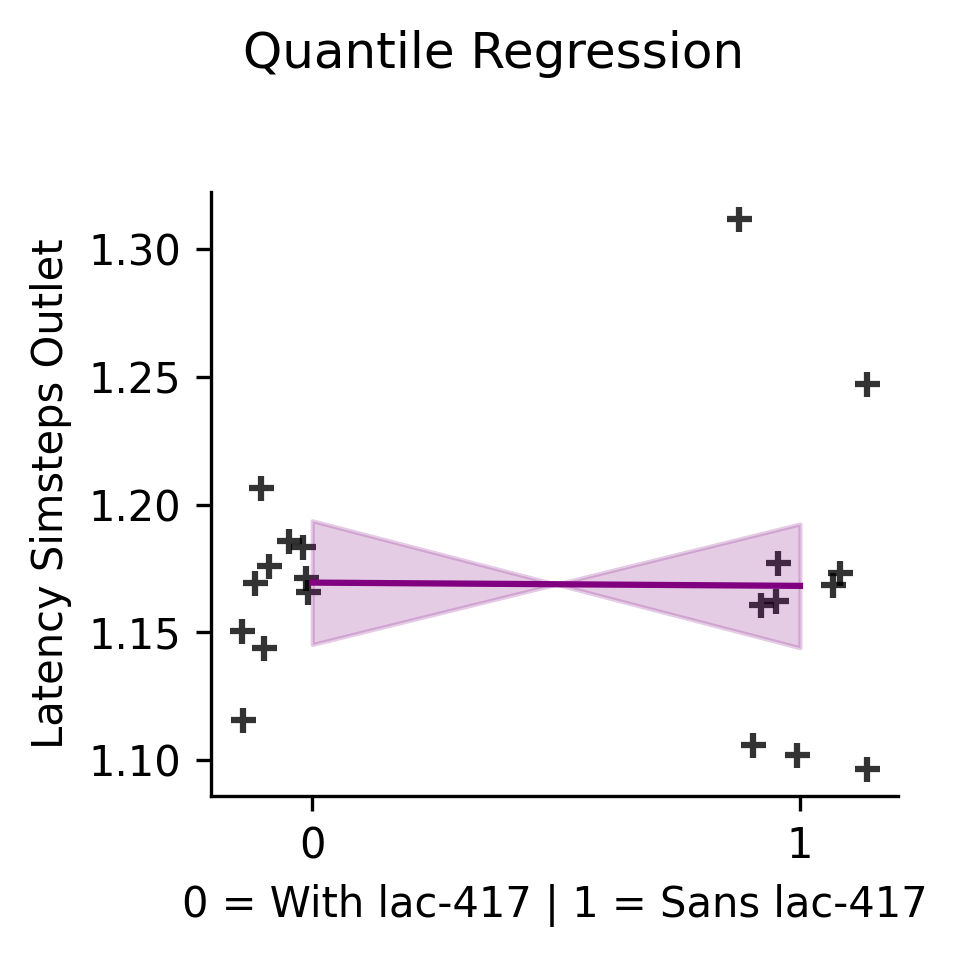 Quantile Regression
Latency Simsteps Outlet
1.30
1.25
1.20
1.15
1.10
0 1
0 = With lac-417 | 1 = Sans lac-417